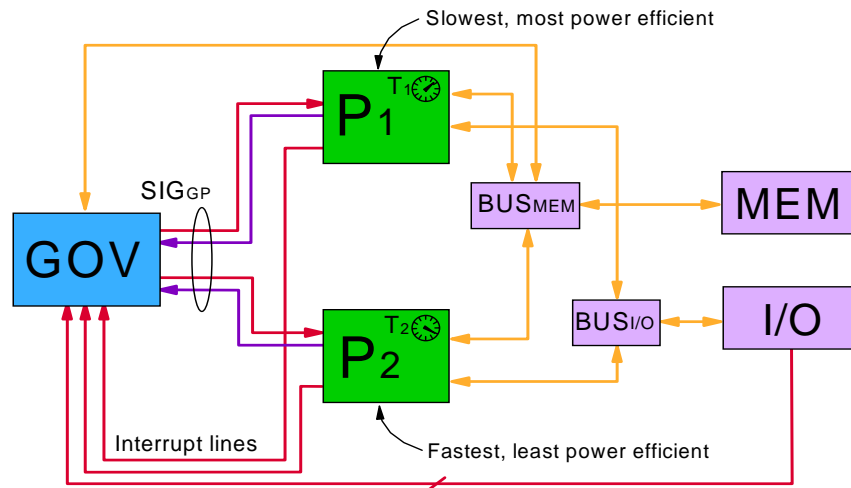 Slowest, most power efficient
T1
P1
SIGGP
BUSMEM
MEM
GOV
T2
P2
BUSI/O
I/O
Interrupt lines
Fastest, least power efficient